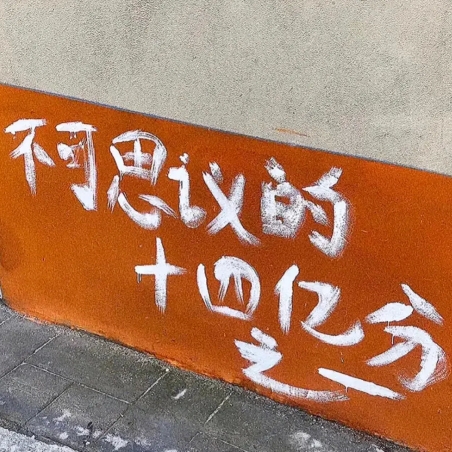 不可思议的
十四亿分
之一